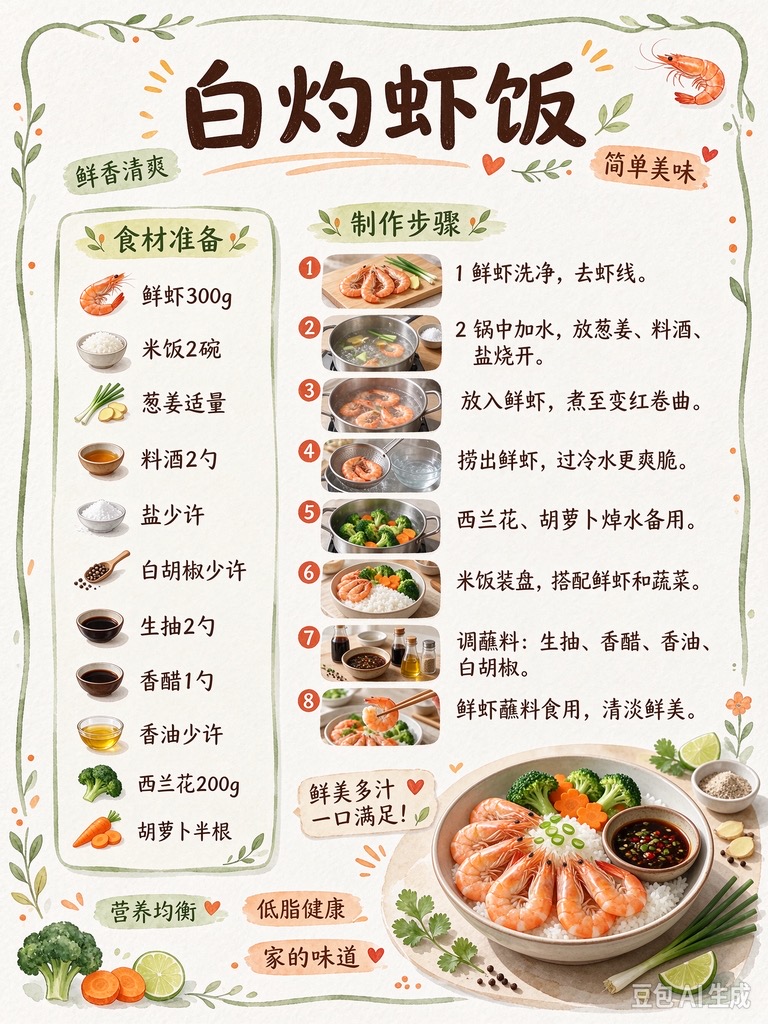 白灼虾饭
鲜香清爽
简单美味
食材准备
鲜虾300g
米饭2碗
葱姜适量
料酒2勺
盐少许
白胡椒少许
生抽2勺
香醋1勺
香油少许
西兰花200g
胡萝卜半根
制作步骤
1
1 鲜虾洗净，去虾线。
2
2 锅中加水，放葱姜、料酒、
盐烧开。
3
放入鲜虾，煮至变红卷曲。
4
捞出鲜虾，过冷水更爽脆。
5
西兰花、胡萝卜焯水备用。
6
米饭装盘，搭配鲜虾和蔬菜。
7
调蘸料：生抽、香醋、香油、
白胡椒。
8
鲜虾蘸料食用，清淡鲜美。
鲜美多汁
一口满足！
营养均衡
低脂健康
家的味道
豆包AI生成